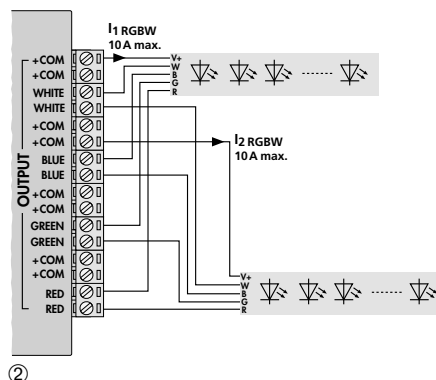 I1 RGBW
10 A max.
+COM
+COM
WHITE
WHITE
+COM
+COM
BLUE
BLUE
+COM
+COM
GREEN
GREEN
+COM
+COM
RED
RED
OUTPUT
V+
W
B
G
R
I2 RGBW
10 A max.
V+
W
B
G
R
②